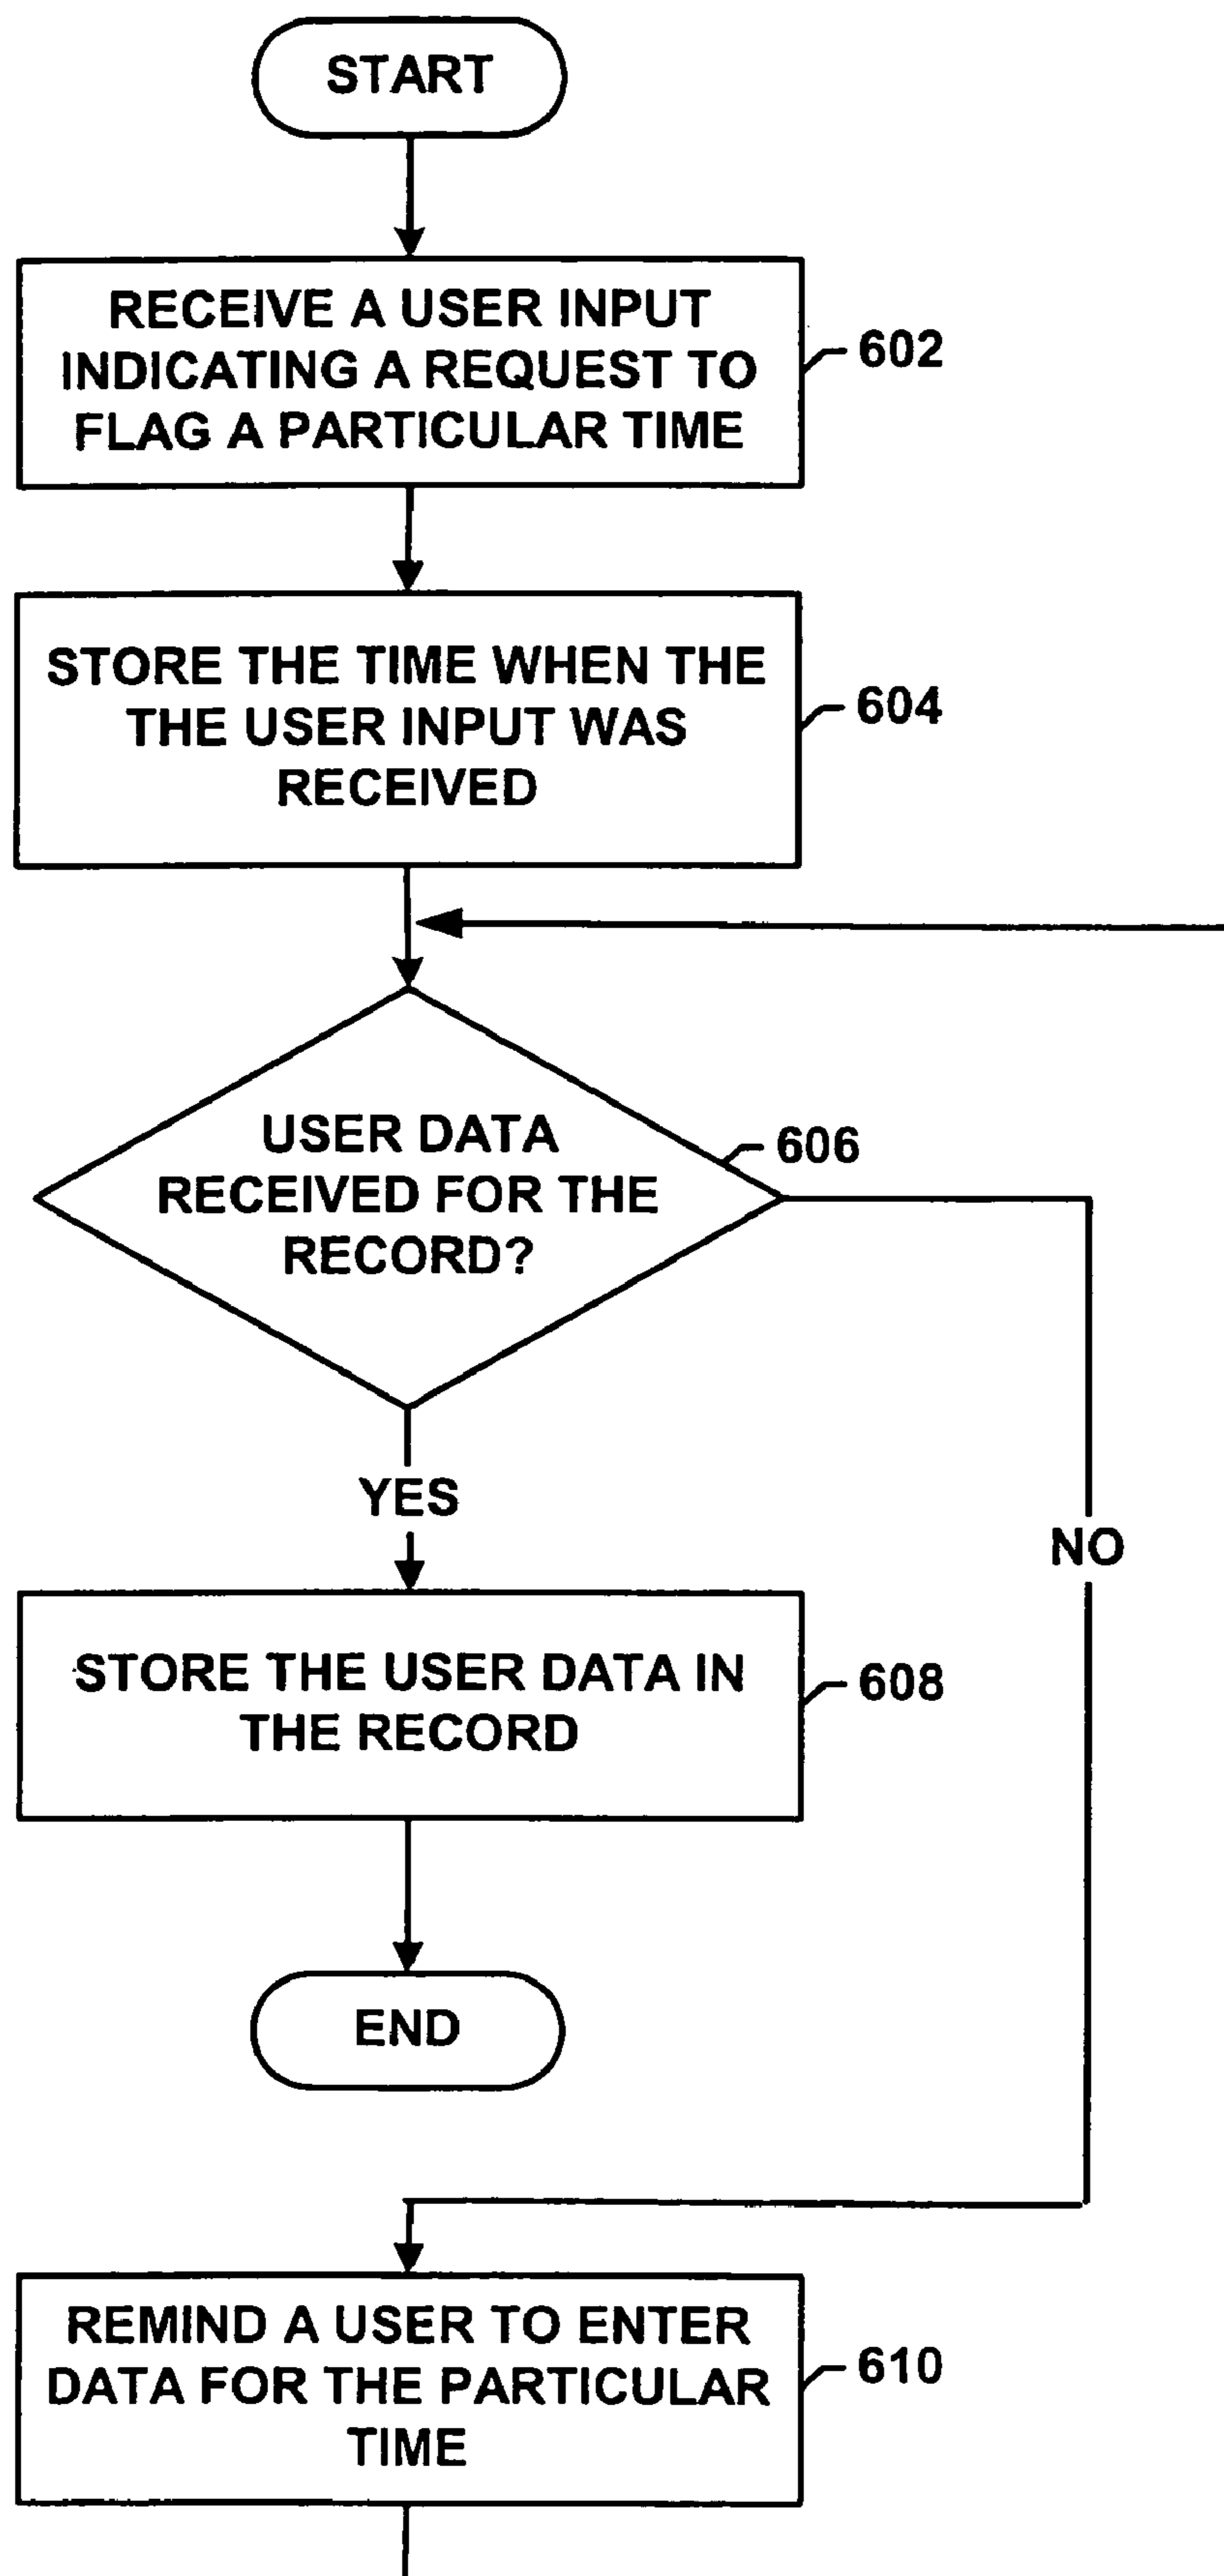 START
RECEIVE A USER INPUT
INDICATING A REQUEST TO
FLAG A PARTICULAR TIME
602
STORE THE TIME WHEN THE
THE USER INPUT WAS
RECEIVED
604
USER DATA
RECEIVED FOR THE
RECORD?
606
YES
NO
STORE THE USER DATA IN
THE RECORD
608
END
REMIND A USER TO ENTER
DATA FOR THE PARTICULAR
TIME
610